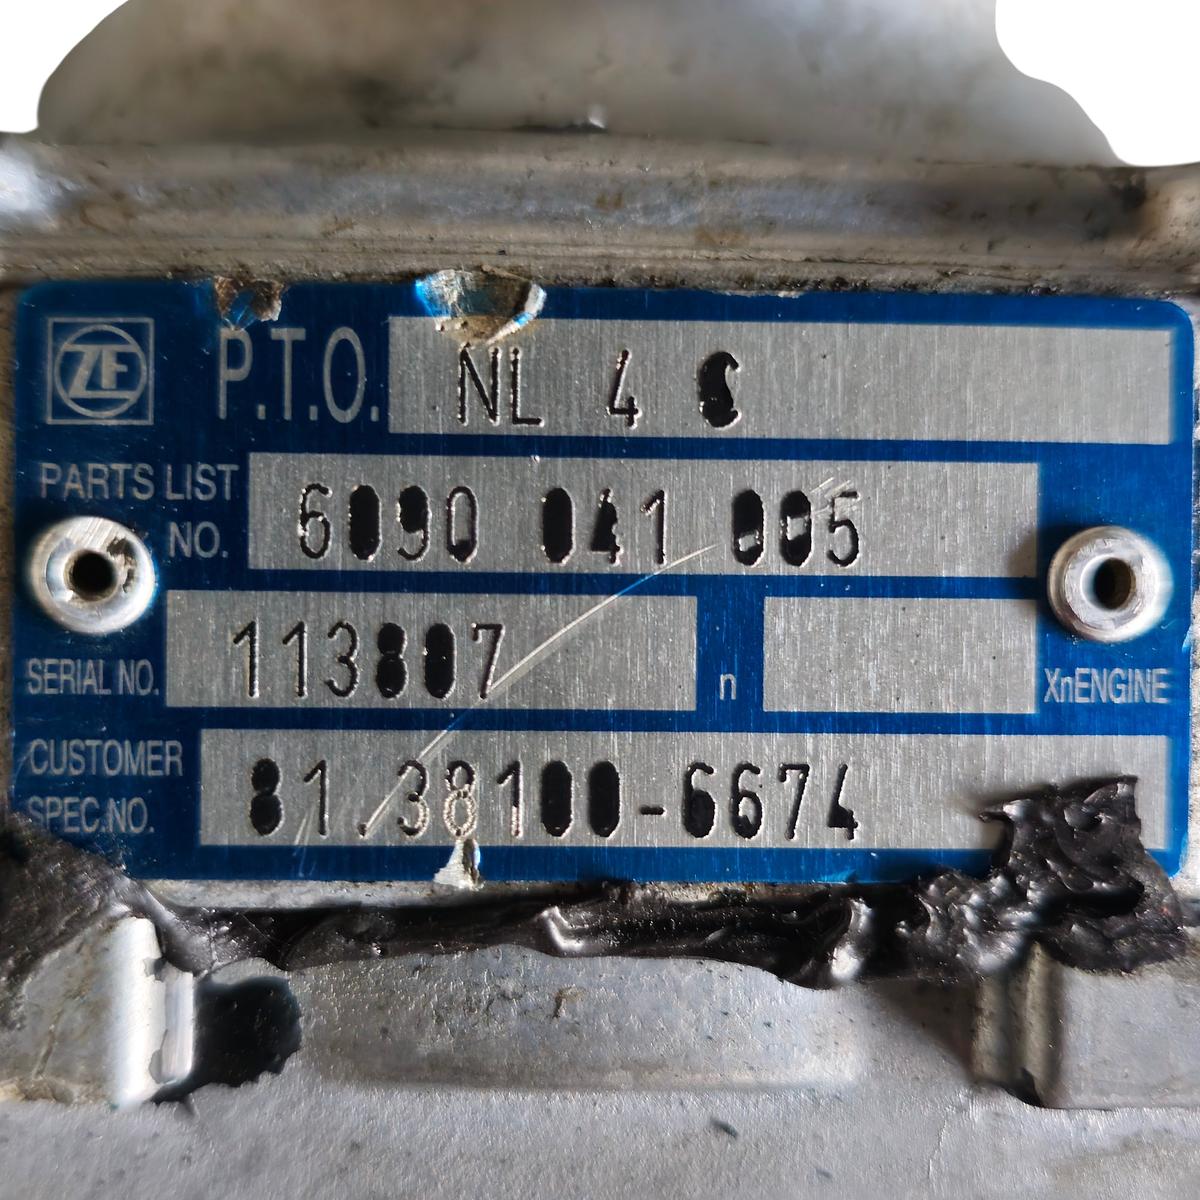 ZF P.T.O. NL 4 C
PARTS LIST NO. 6090 041 005
SERIAL NO. 113807 n XnENGINE
CUSTOMER SPEC.NO. 81.38100-6674